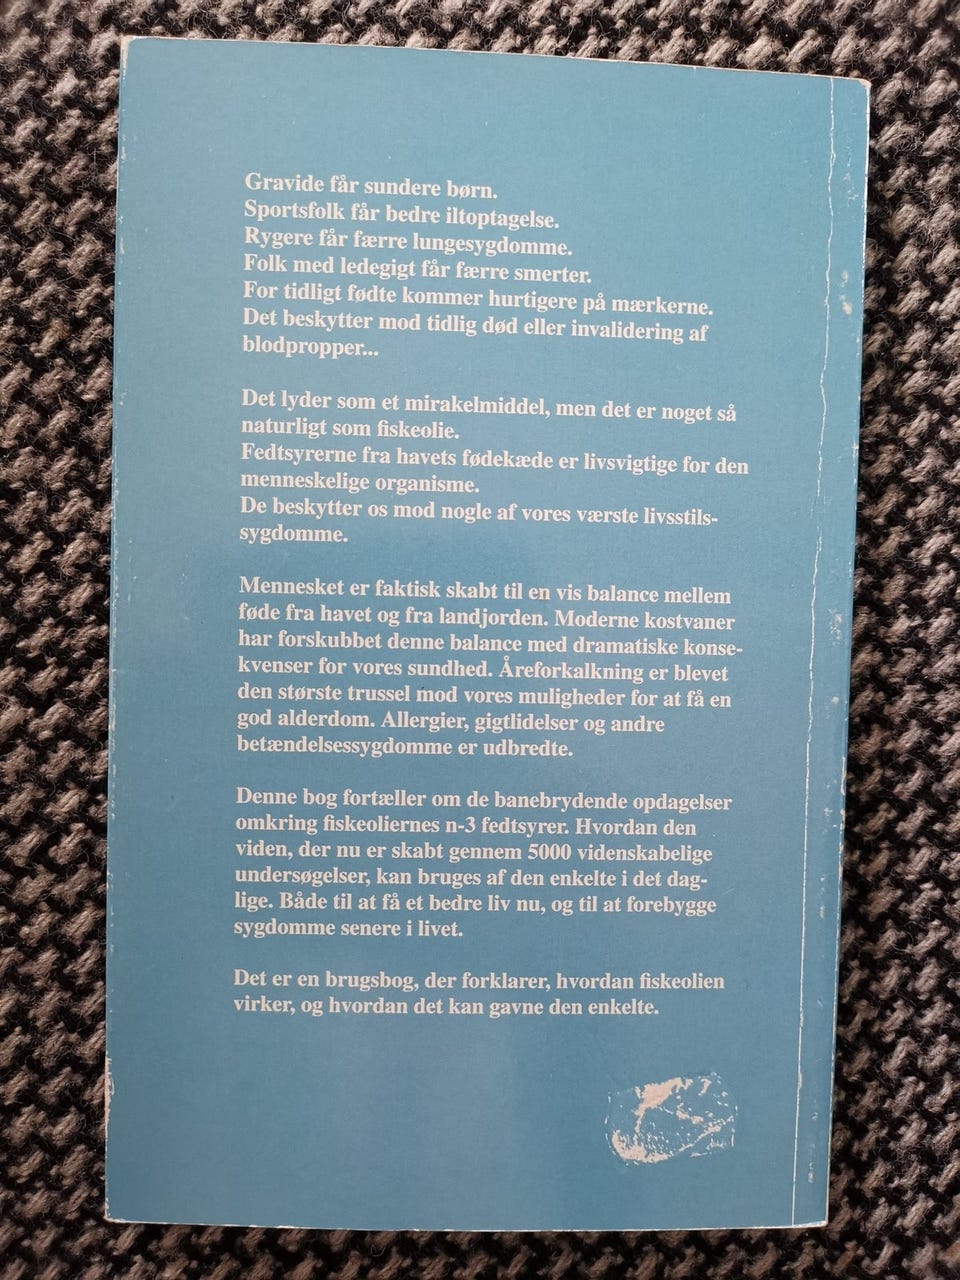 Gravide får sundere børn.
Sportsfolk får bedre iltoptagelse.
Rygere får færre lungesygdomme.
Folk med ledegigt får færre smerter.
For tidligt fødte kommer hurtigere på mærkerne.
Det beskytter mod tidlig død eller invalidering af
blodpropper...
Det lyder som et mirakelmiddel, men det er noget så
naturligt som fiskeolie.
Fedtsyrerne fra havets fødekæde er livsvigtige for den
menneskelige organisme.
De beskytter os mod nogle af vores værste livsstils-
sygdomme.
Mennesket er faktisk skabt til en vis balance mellem
føde fra havet og fra landjorden. Moderne kostvaner
har forskubbet denne balance med dramatiske konse-
kvenser for vores sundhed. Åreforkalkning er blevet
den største trussel mod vores muligheder for at få en
god alderdom. Allergier, gigtlidelser og andre
betændelsessygdomme er udbredte.
Denne bog fortæller om de banebrydende opdagelser
omkring fiskeoliernes n-3 fedtsyrer. Hvordan den
viden, der nu er skabt gennem 5000 videnskabelige
undersøgelser, kan bruges af den enkelte i det dag-
lige. Både til at få et bedre liv nu, og til at forebygge
sygdomme senere i livet.
Det er en brugsbog, der forklarer, hvordan fiskeolien
virker, og hvordan det kan gavne den enkelte.